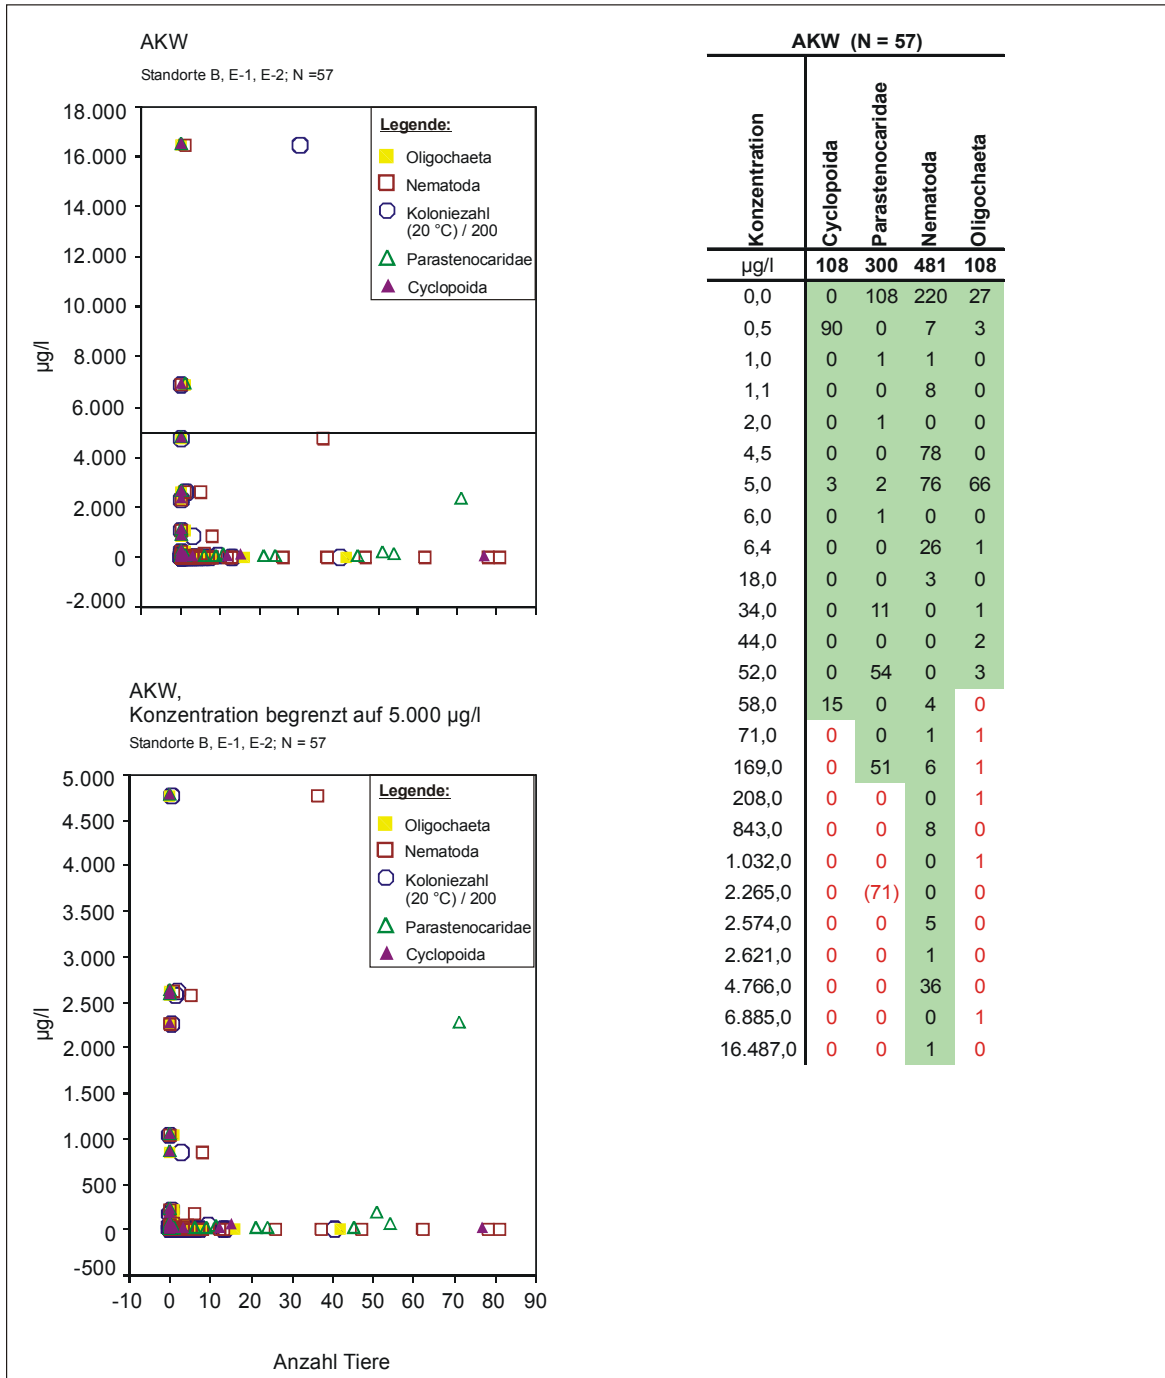 AKW
Standorte B, E-1, E-2; N =57
18.000
16.000
14.000
12.000
10.000
8.000
6.000
4.000
2.000
0
-2.000
µg/l
Legende:
Oligochaeta
Nematoda
Koloniezahl
(20 °C) / 200
Parastenocaridae
Cyclopoida
AKW,
Konzentration begrenzt auf 5.000 µg/l
Standorte B, E-1, E-2; N = 57
5.000
4.500
4.000
3.500
3.000
2.500
2.000
1.500
1.000
500
0
-500
µg/l
Legende:
Oligochaeta
Nematoda
Koloniezahl
(20 °C) / 200
Parastenocaridae
Cyclopoida
-10 0 10 20 30 40 50 60 70 80 90
Anzahl Tiere
AKW (N = 57)
Konzentration Cyclopoida Parastenocaridae Nematoda Oligochaeta
µg/l 108 300 481 108
0,0 0 108 220 27
0,5 90 0 7 3
1,0 0 1 1 0
1,1 0 0 8 0
2,0 0 1 0 0
4,5 0 0 78 0
5,0 3 2 76 66
6,0 0 1 0 0
6,4 0 0 26 1
18,0 0 0 3 0
34,0 0 11 0 1
44,0 0 0 0 2
52,0 0 54 0 3
58,0 15 0 4 0
71,0 0 0 1 1
169,0 0 51 6 1
208,0 0 0 0 1
843,0 0 0 8 0
1.032,0 0 0 0 1
2.265,0 0 (71) 0 0
2.574,0 0 0 5 0
2.621,0 0 0 1 0
4.766,0 0 0 36 0
6.885,0 0 0 0 1
16.487,0 0 0 1 0